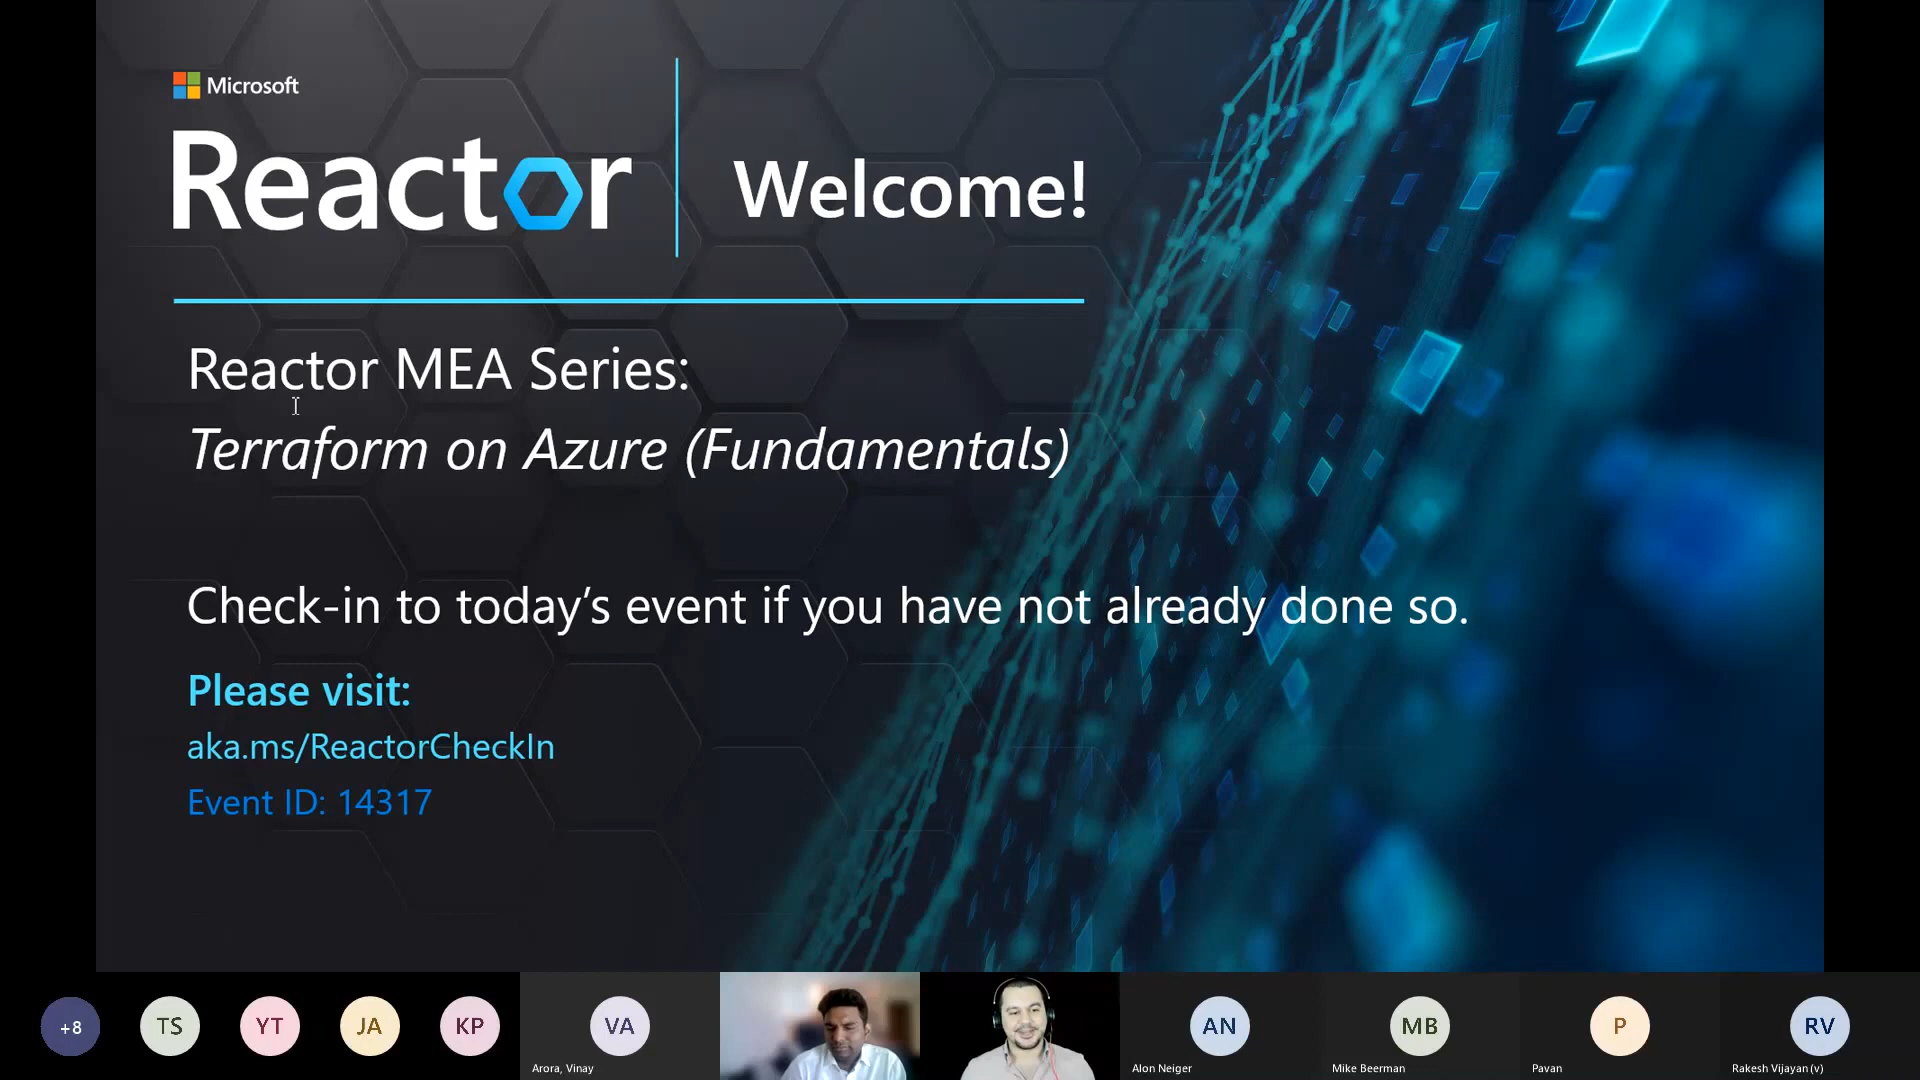 Microsoft
Reactor
Welcome!
Reactor MEA Series:
Terraform on Azure (Fundamentals)
Check-in to today’s event if you have not already done so.
Please visit:
aka.ms/ReactorCheckIn
Event ID: 14317
+8
TS
YT
JA
KP
VA
AN
MB
P
RV
Arora, Vinay
Alon Neiger
Mike Beerman
Pavan
Rakesh Vijayan (v)